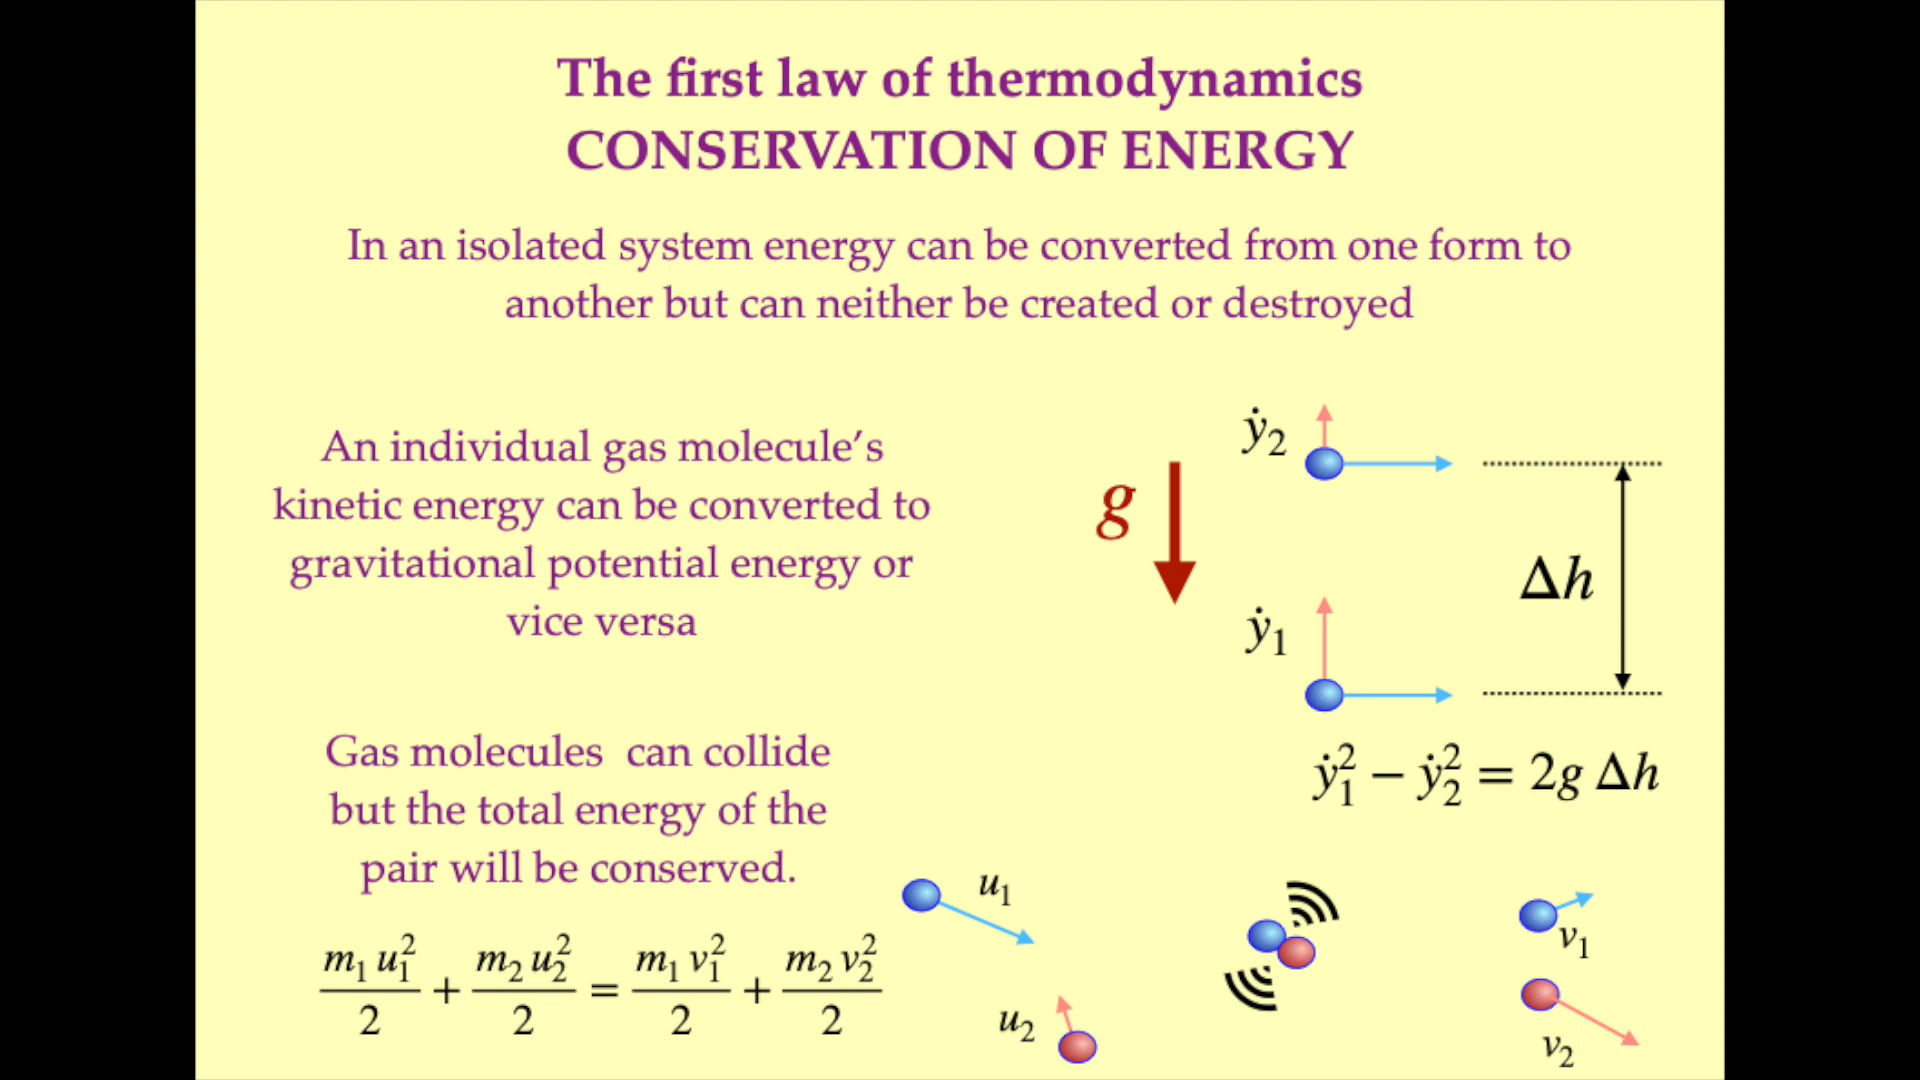 The first law of thermodynamics
CONSERVATION OF ENERGY
In an isolated system energy can be converted from one form to
another but can neither be created or destroyed
An individual gas molecule’s
kinetic energy can be converted to
gravitational potential energy or
vice versa
g
ẏ₂
Δh
ẏ₁
ẏ₁² − ẏ₂² = 2g Δh
Gas molecules  can collide
but the total energy of the
pair will be conserved.
m₁ u₁²/2 + m₂ u₂²/2 = m₁ v₁²/2 + m₂ v₂²/2
u₁
u₂
v₁
v₂